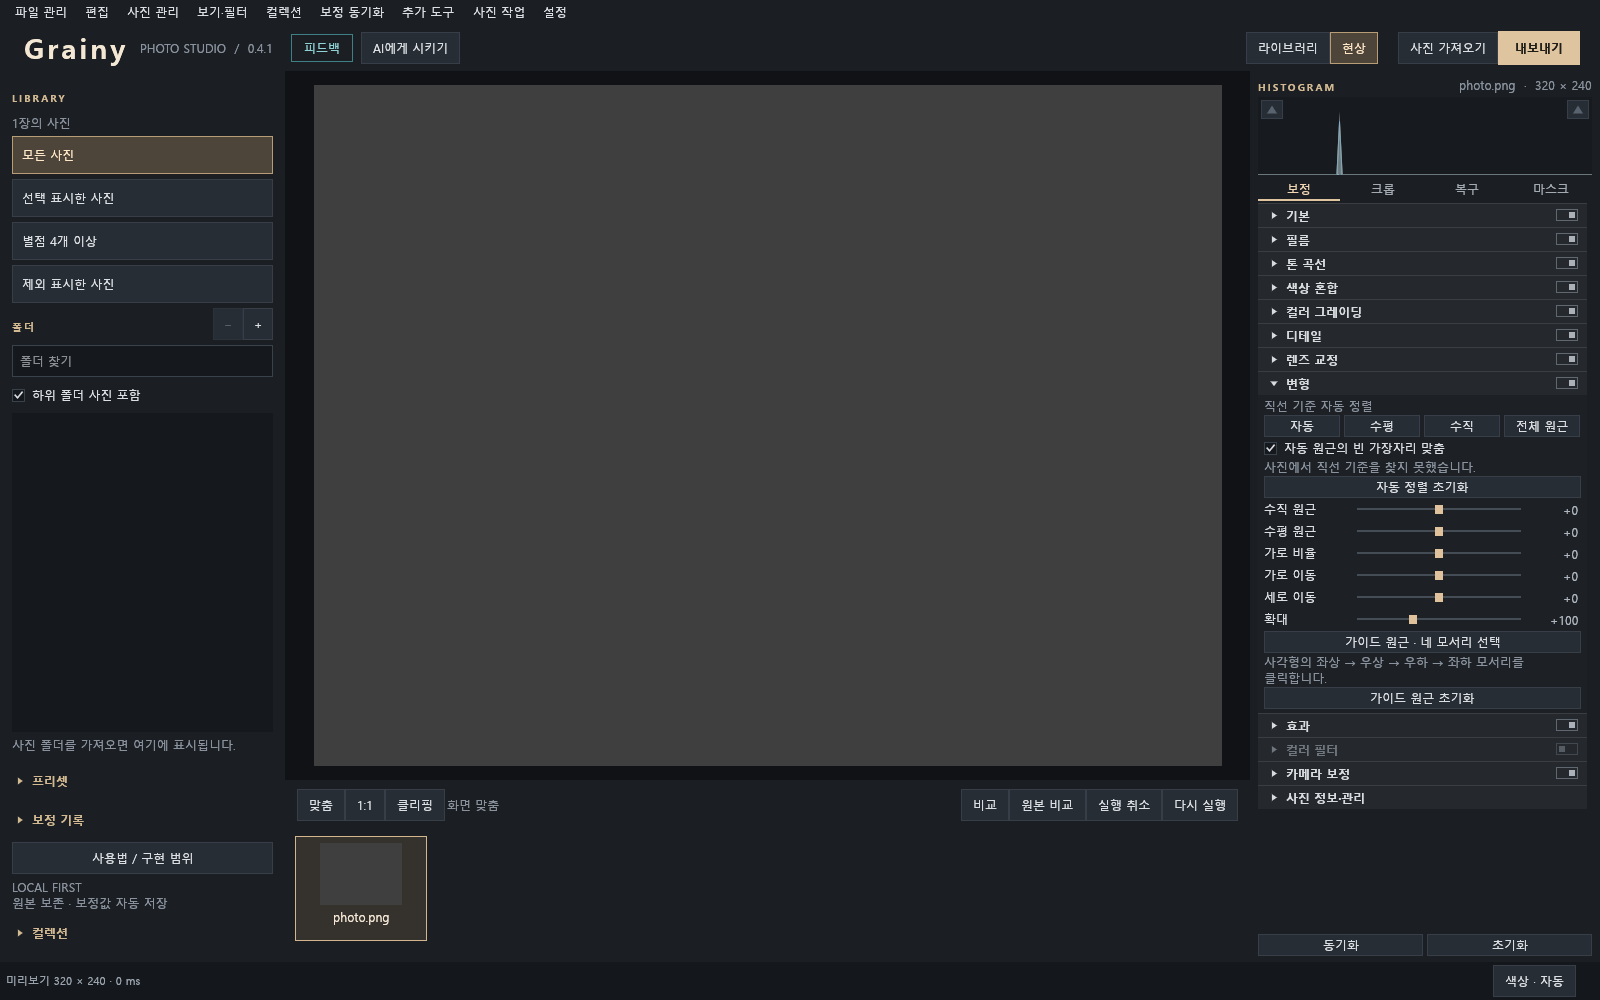 파일 관리 편집 사진 관리 보기·필터 컬렉션 보정 동기화 추가 도구 사진 작업 설정
Grainy PHOTO STUDIO / 0.4.1 피드백 AI에게 시키기 라이브러리 현상 사진 가져오기 내보내기
LIBRARY
1장의 사진
모든 사진
선택 표시한 사진
별점 4개 이상
제외 표시한 사진
폴더 − +
폴더 찾기
하위 폴더 사진 포함
사진 폴더를 가져오면 여기에 표시됩니다.
프리셋
보정 기록
사용법 / 구현 범위
LOCAL FIRST
원본 보존 · 보정값 자동 저장
컬렉션
맞춤 1:1 클리핑 화면 맞춤 비교 원본 비교 실행 취소 다시 실행
photo.png
HISTOGRAM photo.png · 320 × 240
보정 크롭 복구 마스크
기본
필름
톤 곡선
색상 혼합
컬러 그레이딩
디테일
렌즈 교정
변형
직선 기준 자동 정렬
자동 수평 수직 전체 원근
자동 원근의 빈 가장자리 맞춤
사진에서 직선 기준을 찾지 못했습니다.
자동 정렬 초기화
수직 원근 +0
수평 원근 +0
가로 비율 +0
가로 이동 +0
세로 이동 +0
확대 +100
가이드 원근 · 네 모서리 선택
사각형의 좌상 → 우상 → 우하 → 좌하 모서리를
클릭합니다.
가이드 원근 초기화
효과
컬러 필터
카메라 보정
사진 정보·관리
동기화 초기화
미리보기 320 × 240 · 0 ms 색상 · 자동